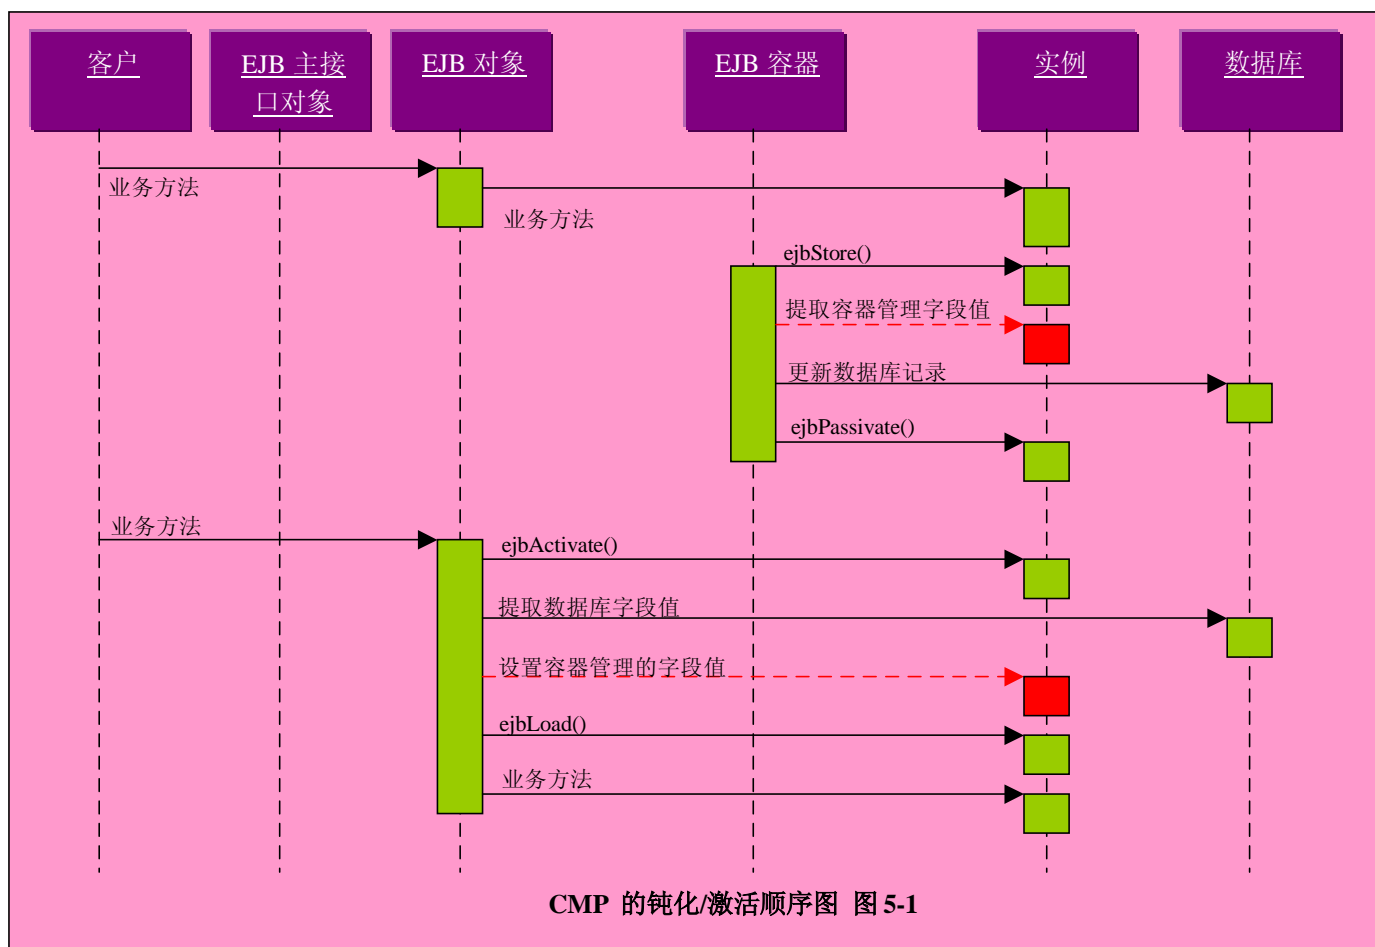 客户
EJB 主接
口对象
EJB 对象
EJB 容器
实例
数据库
业务方法
业务方法
ejbStore()
提取容器管理字段值
更新数据库记录
ejbPassivate()
业务方法
ejbActivate()
提取数据库字段值
设置容器管理的字段值
ejbLoad()
业务方法
CMP 的钝化/激活顺序图 图 5-1